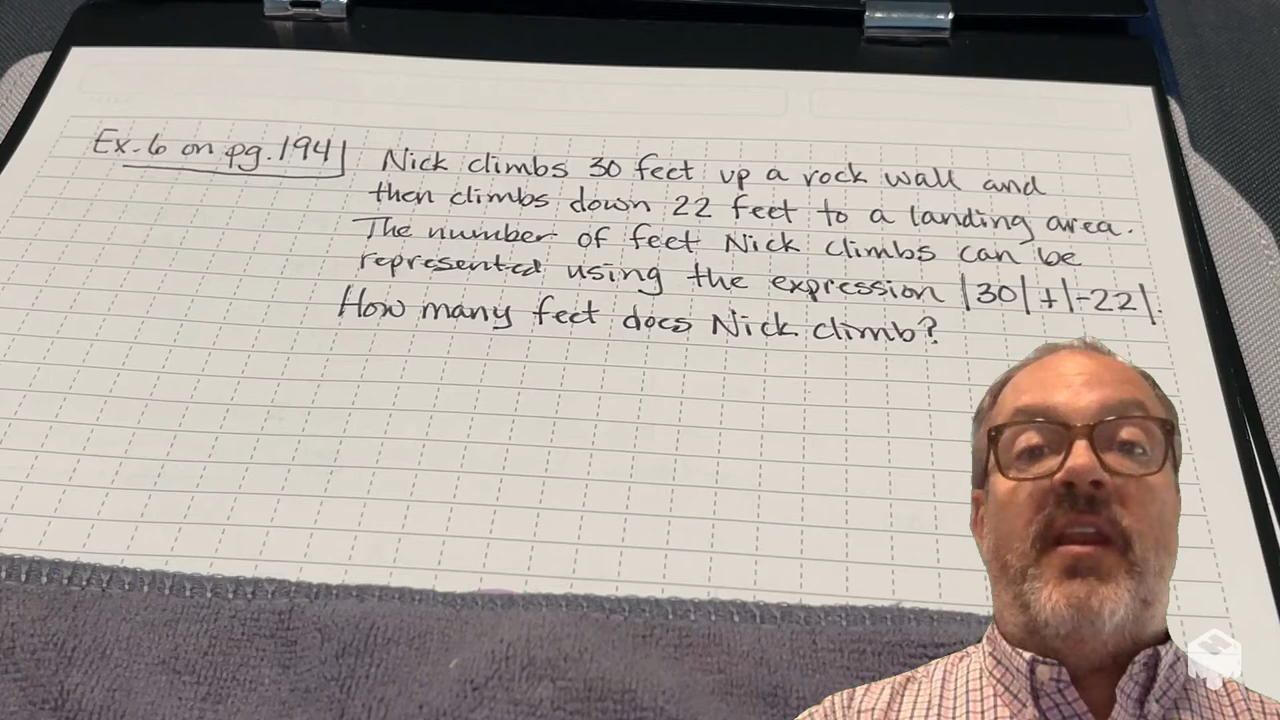 Ex. 6 on pg. 194
Nick climbs 30 feet up a rock wall and
then climbs down 22 feet to a landing area.
The number of feet Nick climbs can be
represented using the expression |30|+|-22|.
How many feet does Nick climb?